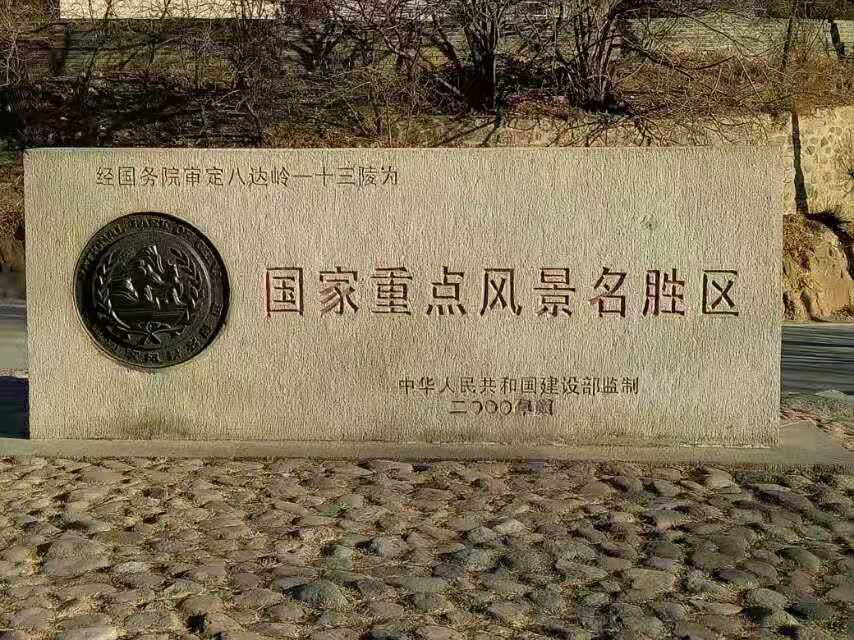 经国务院审定八达岭一十三陵为
国家重点风景名胜区
中华人民共和国建设部监制
二〇〇〇年